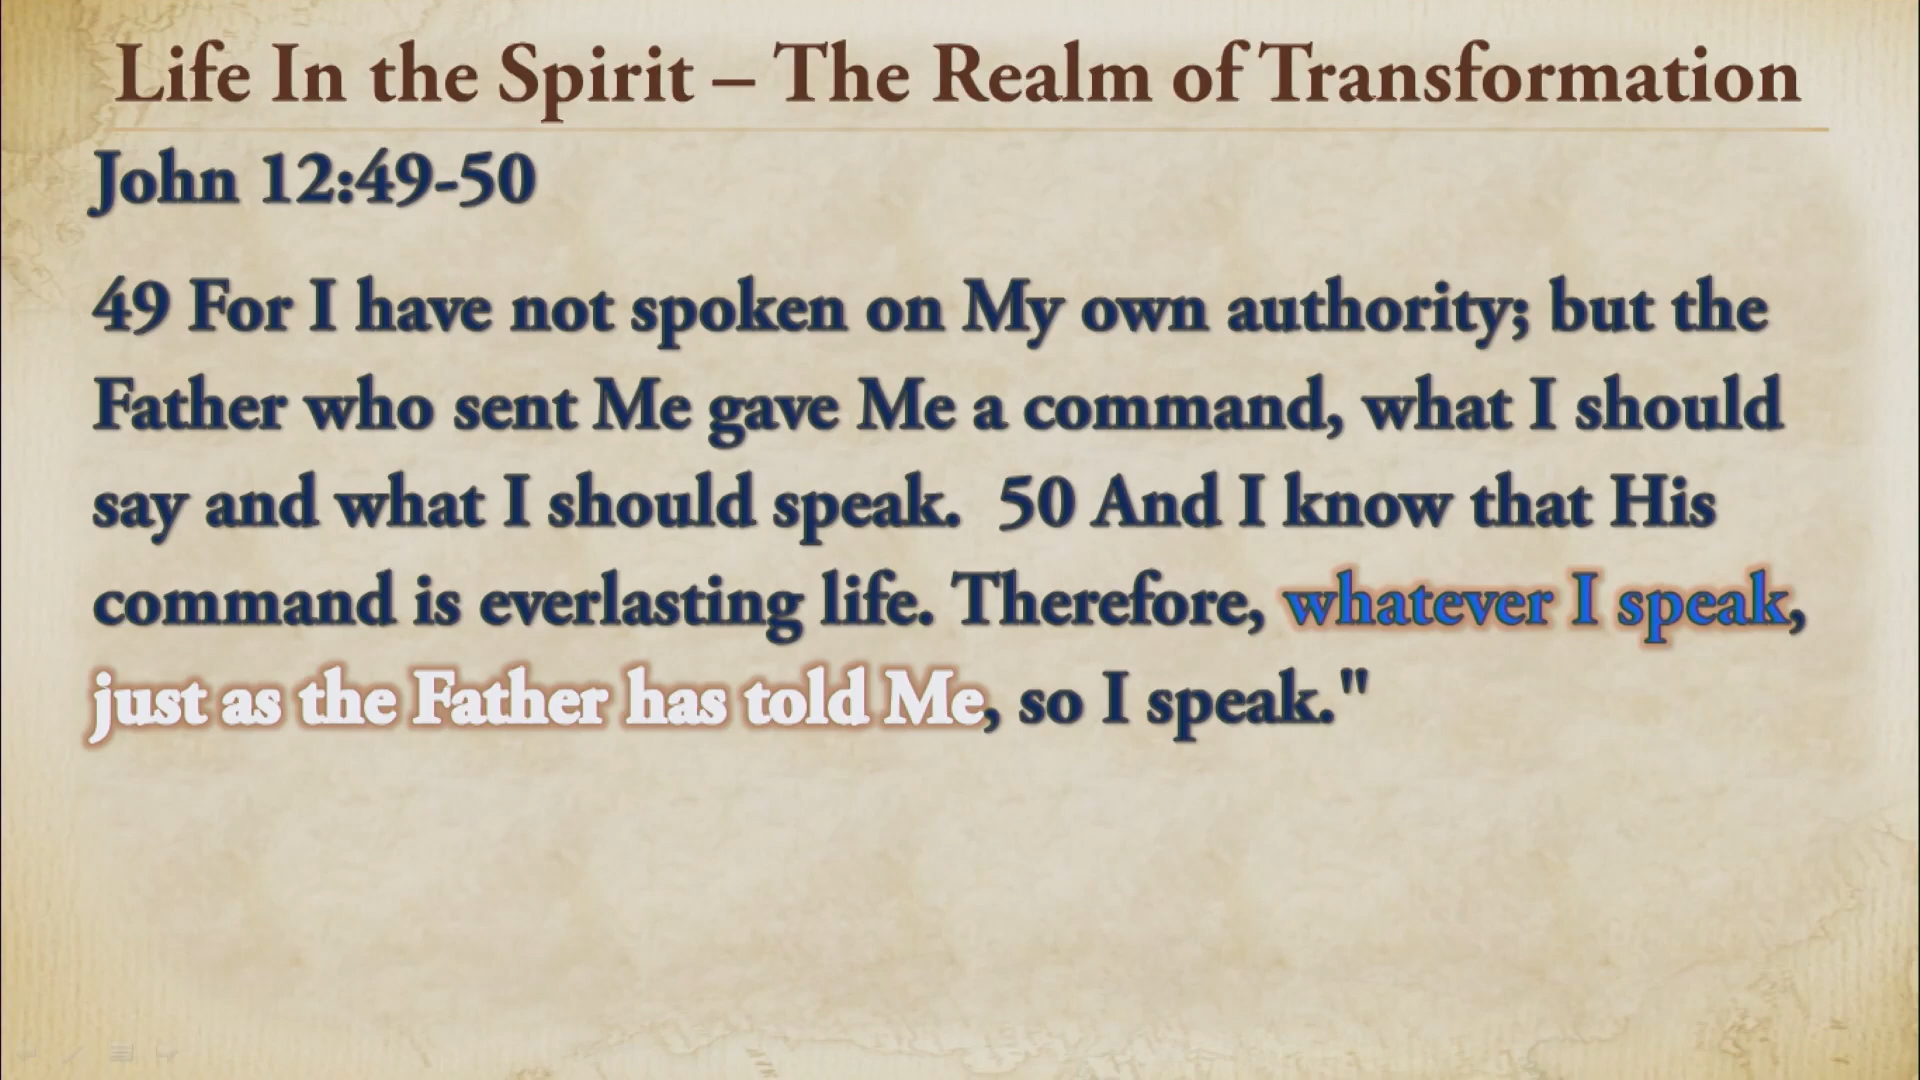 Life In the Spirit – The Realm of Transformation
John 12:49-50
49 For I have not spoken on My own authority; but the
Father who sent Me gave Me a command, what I should
say and what I should speak.  50 And I know that His
command is everlasting life. Therefore, whatever I speak,
just as the Father has told Me, so I speak."